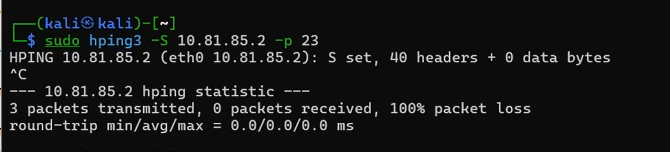 ┌──(kali㉿kali)-[~]
└─$ sudo hping3 -S 10.81.85.2 -p 23
HPING 10.81.85.2 (eth0 10.81.85.2): S set, 40 headers + 0 data bytes
^C
--- 10.81.85.2 hping statistic ---
3 packets transmitted, 0 packets received, 100% packet loss
round-trip min/avg/max = 0.0/0.0/0.0 ms